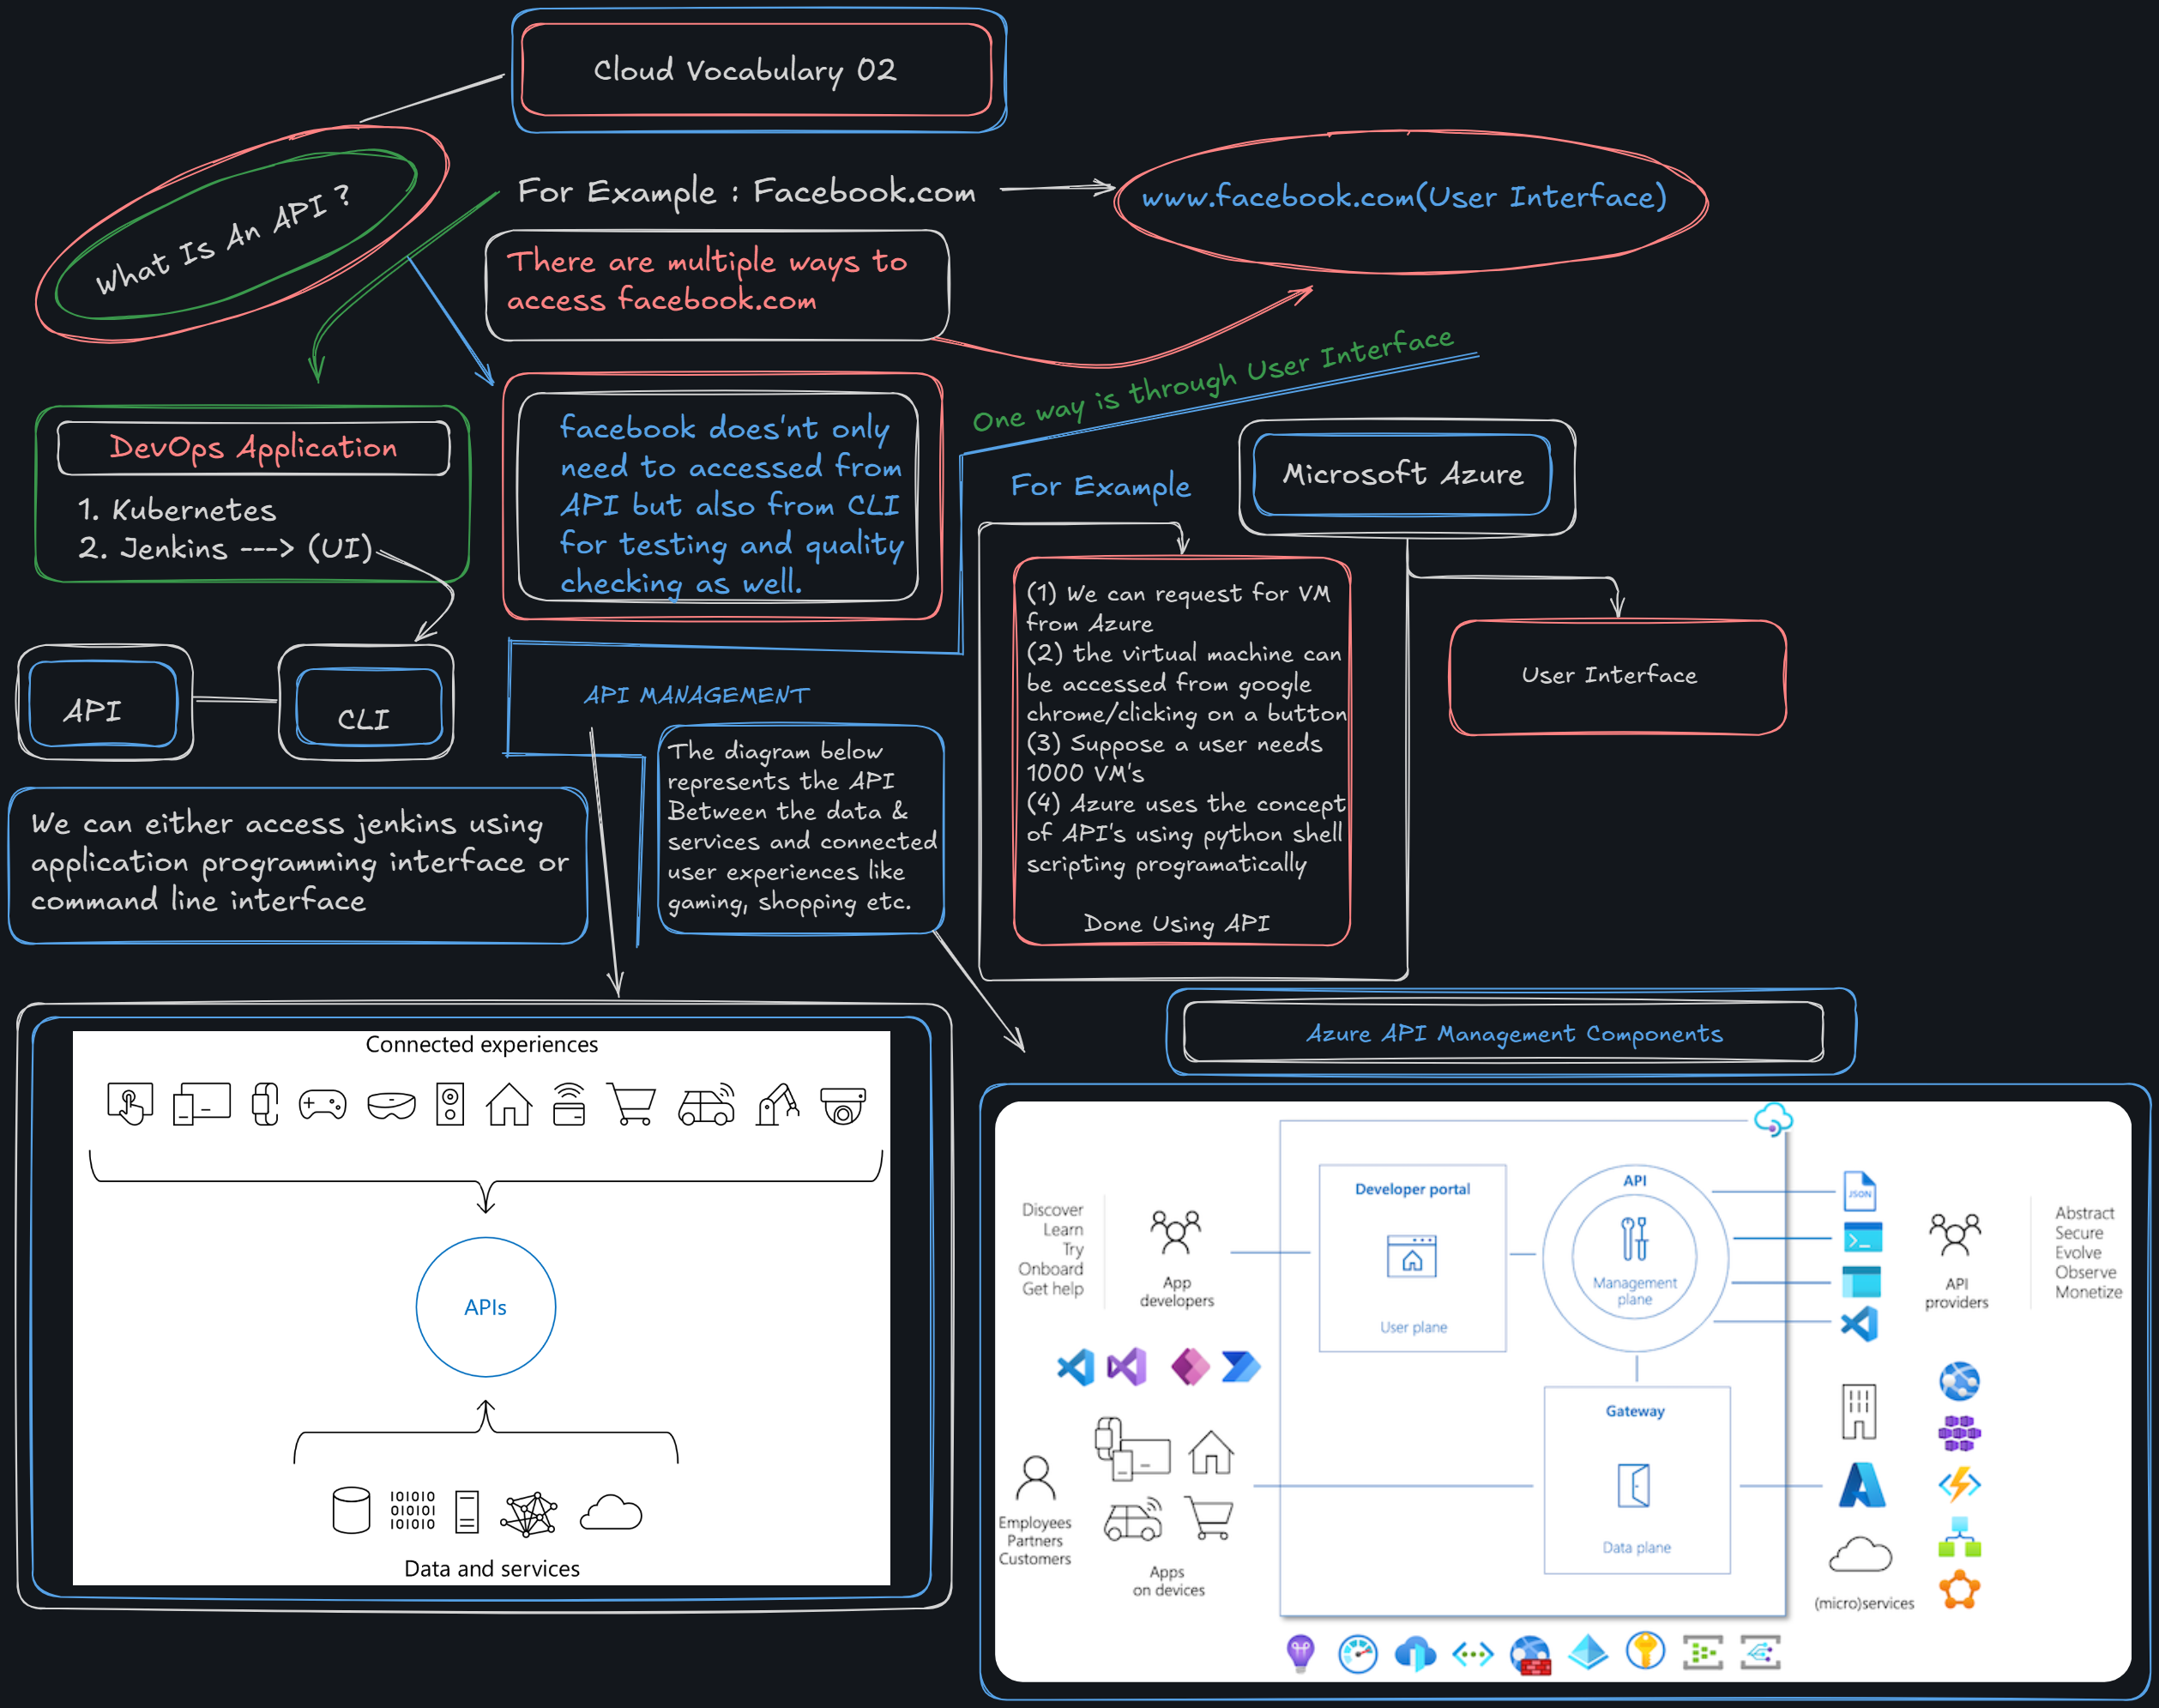 Cloud Vocabulary 02
What Is An API ?
For Example : Facebook.com
www.facebook.com(User Interface)
There are multiple ways to
access facebook.com
One way is through User Interface
DevOps Application
1. Kubernetes
2. Jenkins ---> (UI)
facebook does'nt only
need to accessed from
API but also from CLI
for testing and quality
checking as well.
For Example
Microsoft Azure
(1) We can request for VM
from Azure
(2) the virtual machine can
be accessed from google
chrome/clicking on a button
(3) Suppose a user needs
1000 VM's
(4) Azure uses the concept
of API's using python shell
scripting programatically
Done Using API
User Interface
API
CLI
API MANAGEMENT
The diagram below
represents the API
Between the data &
services and connected
user experiences like
gaming, shopping etc.
We can either access jenkins using
application programming interface or
command line interface
Connected experiences
APIs
101010
010101
101010
Data and services
Azure API Management Components
Discover
Learn
Try
Onboard
Get help
App
developers
Developer portal
User plane
API
Management
plane
JSON
API
providers
Abstract
Secure
Evolve
Observe
Monetize
Gateway
Data plane
Employees
Partners
Customers
Apps
on devices
(micro)services